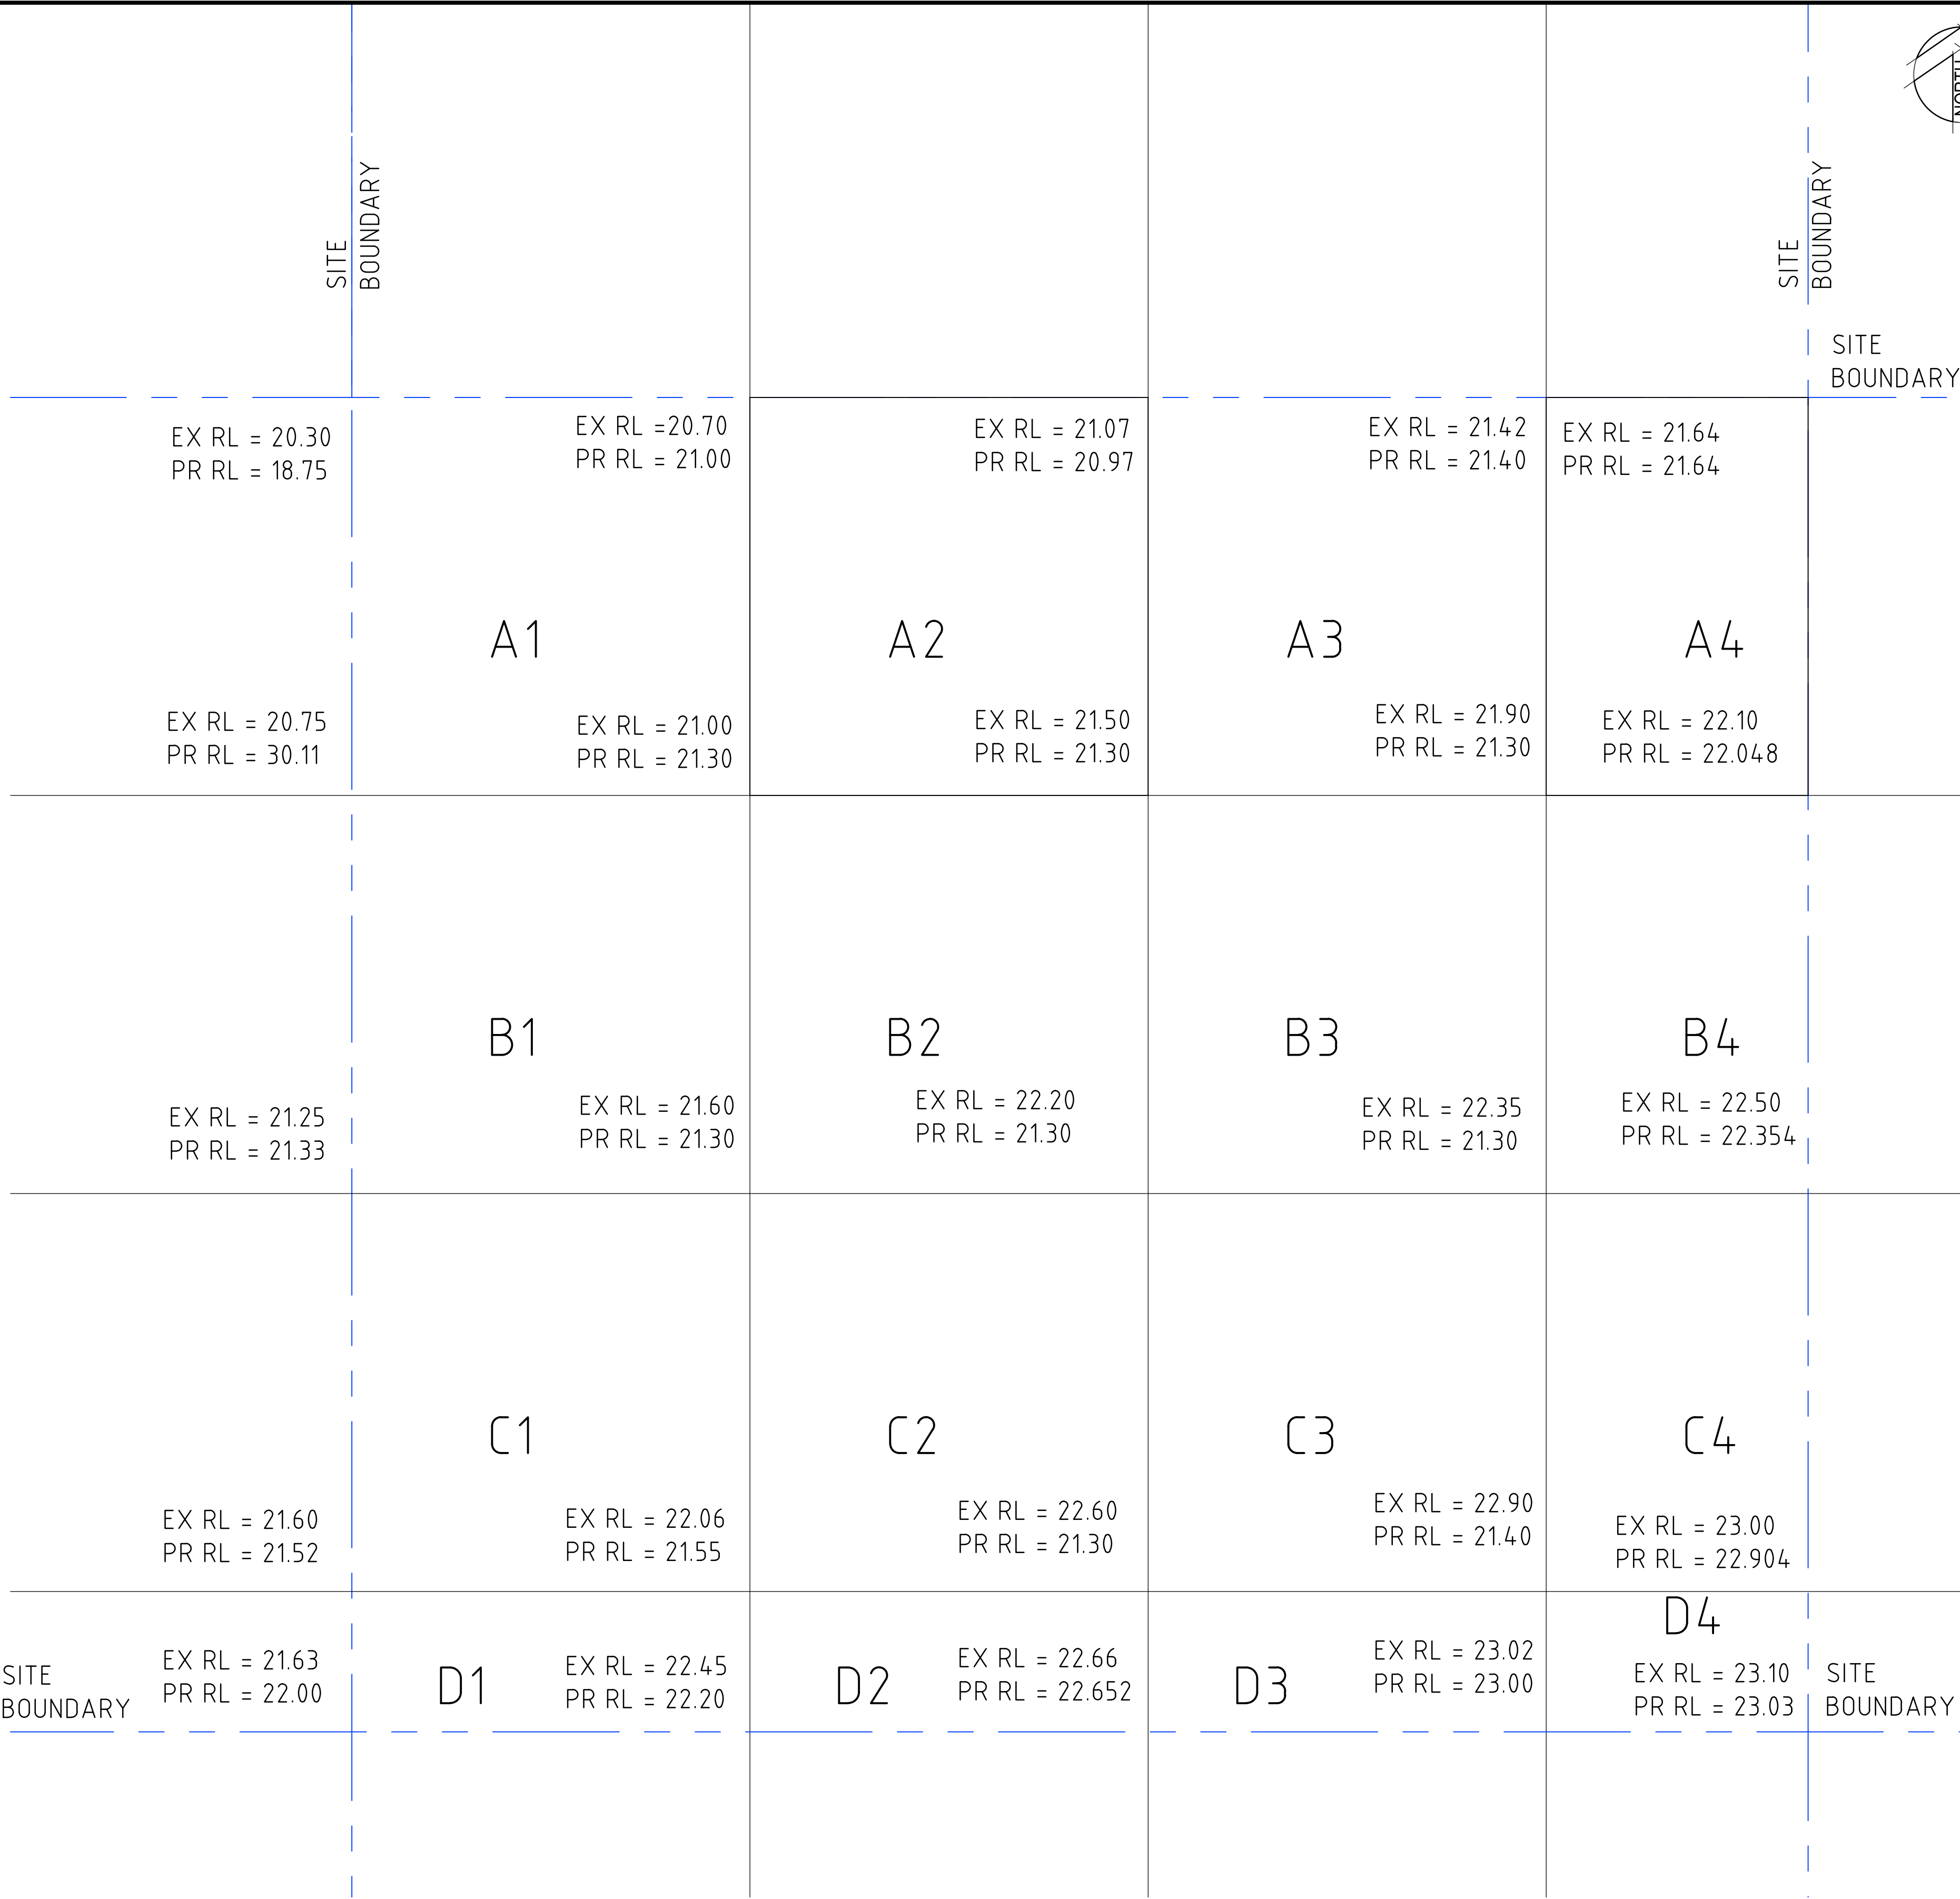 NORTH
SITE
BOUNDARY
SITE
BOUNDARY
SITE
BOUNDARY
EX RL = 20.30
PR RL = 18.75
EX RL =20.70
PR RL = 21.00
EX RL = 21.07
PR RL = 20.97
EX RL = 21.42
PR RL = 21.40
EX RL = 21.64
PR RL = 21.64
A1
A2
A3
A4
EX RL = 20.75
PR RL = 30.11
EX RL = 21.00
PR RL = 21.30
EX RL = 21.50
PR RL = 21.30
EX RL = 21.90
PR RL = 21.30
EX RL = 22.10
PR RL = 22.048
B1
B2
B3
B4
EX RL = 21.25
PR RL = 21.33
EX RL = 21.60
PR RL = 21.30
EX RL = 22.20
PR RL = 21.30
EX RL = 22.35
PR RL = 21.30
EX RL = 22.50
PR RL = 22.354
C1
C2
C3
C4
EX RL = 21.60
PR RL = 21.52
EX RL = 22.06
PR RL = 21.55
EX RL = 22.60
PR RL = 21.30
EX RL = 22.90
PR RL = 21.40
EX RL = 23.00
PR RL = 22.904
SITE
BOUNDARY
EX RL = 21.63
PR RL = 22.00
D1
EX RL = 22.45
PR RL = 22.20
D2
EX RL = 22.66
PR RL = 22.652
D3
EX RL = 23.02
PR RL = 23.00
D4
EX RL = 23.10
PR RL = 23.03
SITE
BOUNDARY